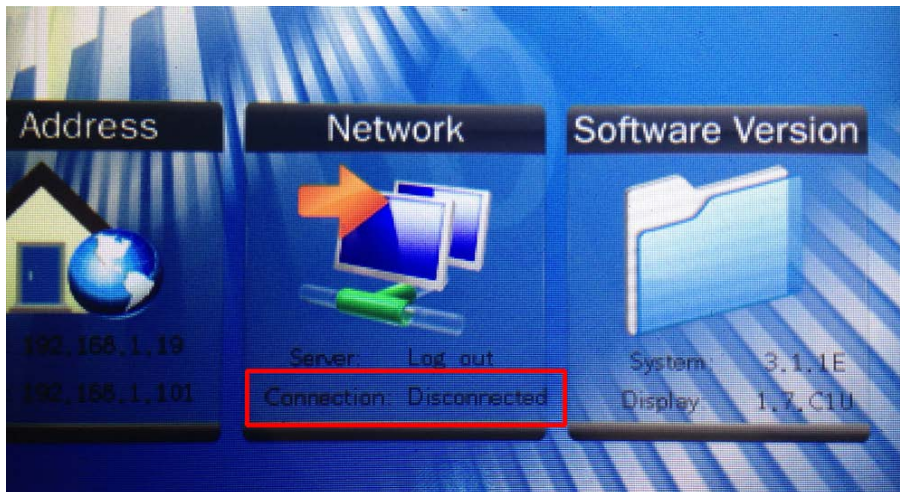 Address
192.168.1.19
192.168.1.101
Network
Server: Log out
Connection: Disconnected
Software Version
System: 3.1.1E
Display: 1.7.C1U